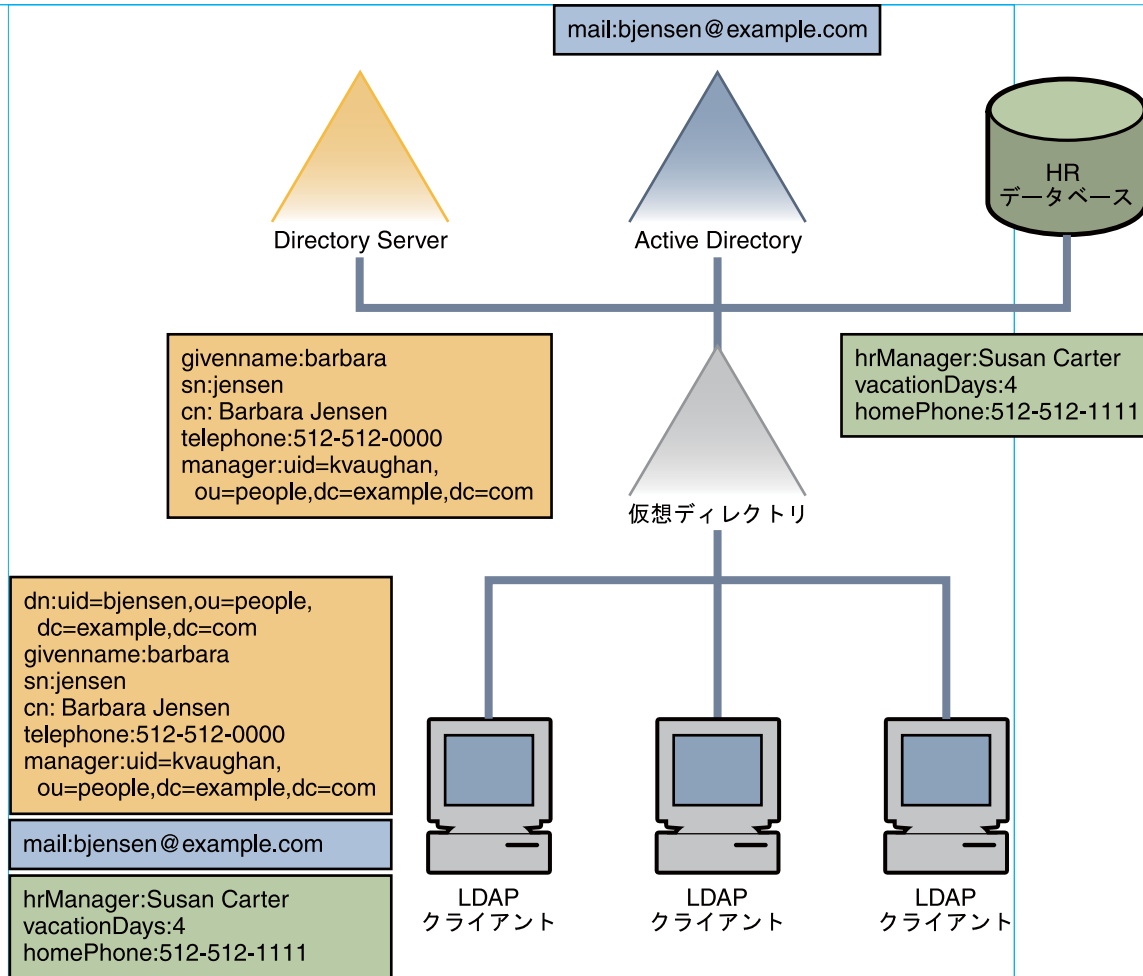 mail:bjensen@example.com
HR
データベース
Directory Server
Active Directory
givenname:barbara
sn:jensen
cn: Barbara Jensen
telephone:512-512-0000
manager:uid=kvaughan,
ou=people,dc=example,dc=com
hrManager:Susan Carter
vacationDays:4
homePhone:512-512-1111
仮想ディレクトリ
dn:uid=bjensen,ou=people,
dc=example,dc=com
givenname:barbara
sn:jensen
cn: Barbara Jensen
telephone:512-512-0000
manager:uid=kvaughan,
ou=people,dc=example,dc=com
mail:bjensen@example.com
hrManager:Susan Carter
vacationDays:4
homePhone:512-512-1111
LDAP
クライアント
LDAP
クライアント
LDAP
クライアント